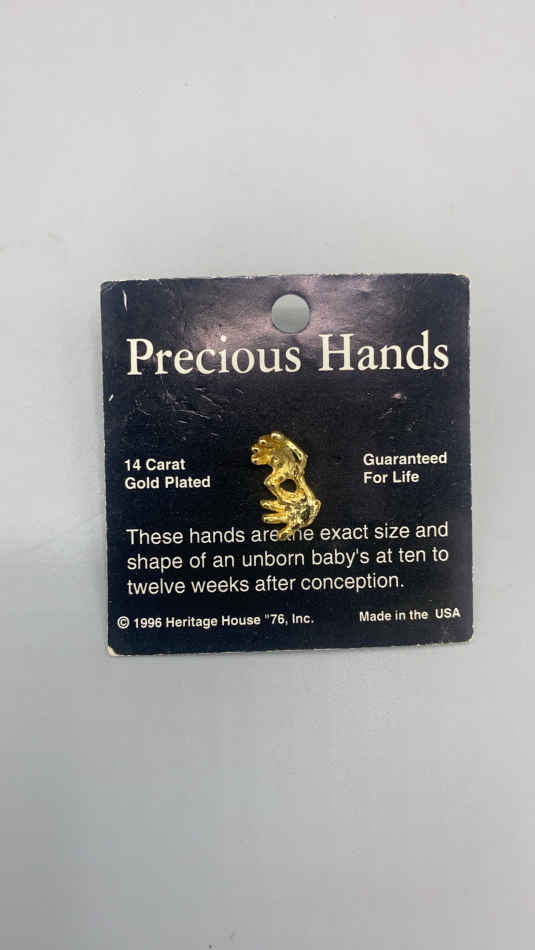 Precious Hands
14 Carat
Gold Plated
Guaranteed
For Life
These hands are the exact size and
shape of an unborn baby's at ten to
twelve weeks after conception.
© 1996 Heritage House "76, Inc.
Made in the USA